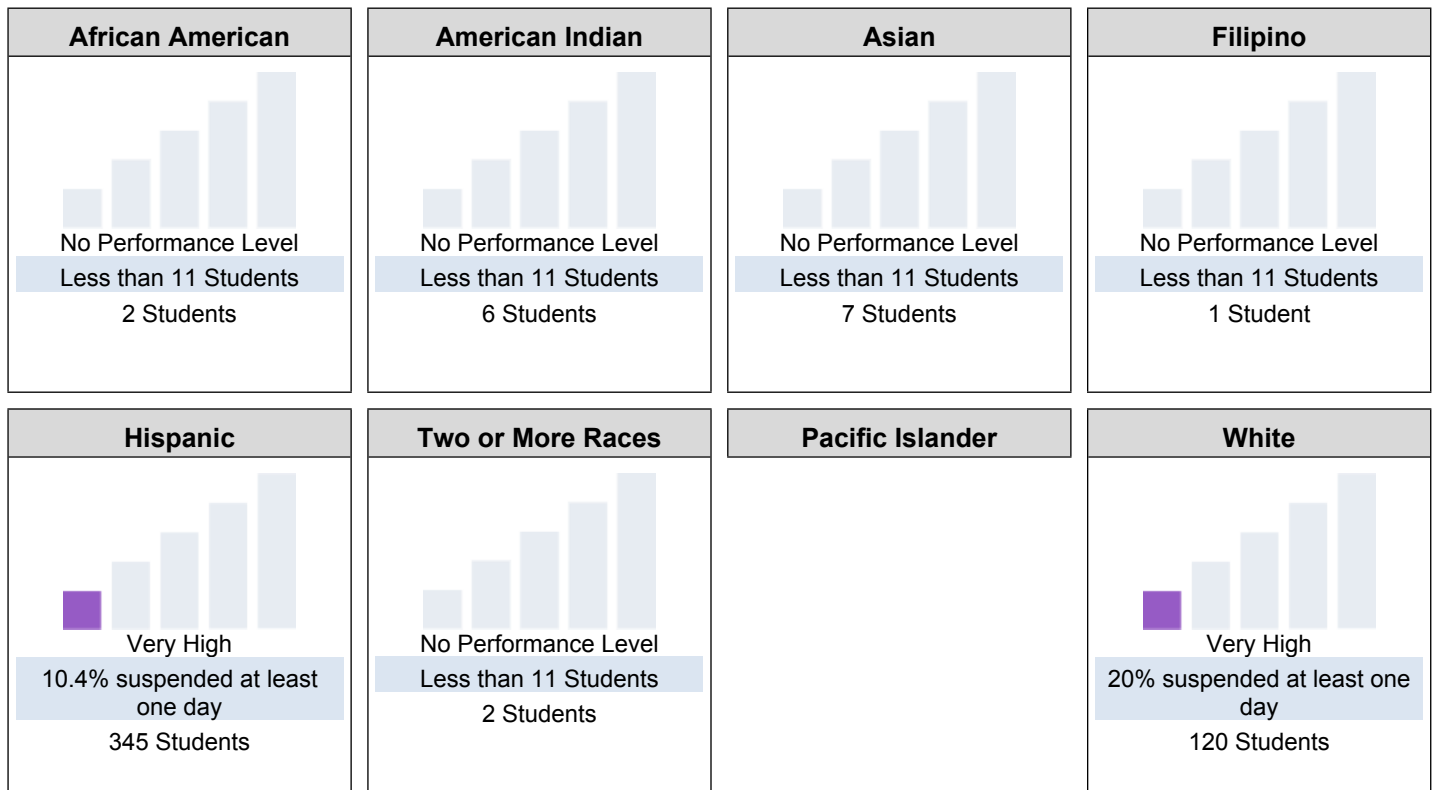 African American
No Performance Level
Less than 11 Students
2 Students
American Indian
No Performance Level
Less than 11 Students
6 Students
Asian
No Performance Level
Less than 11 Students
7 Students
Filipino
No Performance Level
Less than 11 Students
1 Student
Hispanic
Very High
10.4% suspended at least
one day
345 Students
Two or More Races
No Performance Level
Less than 11 Students
2 Students
Pacific Islander
White
Very High
20% suspended at least one
day
120 Students